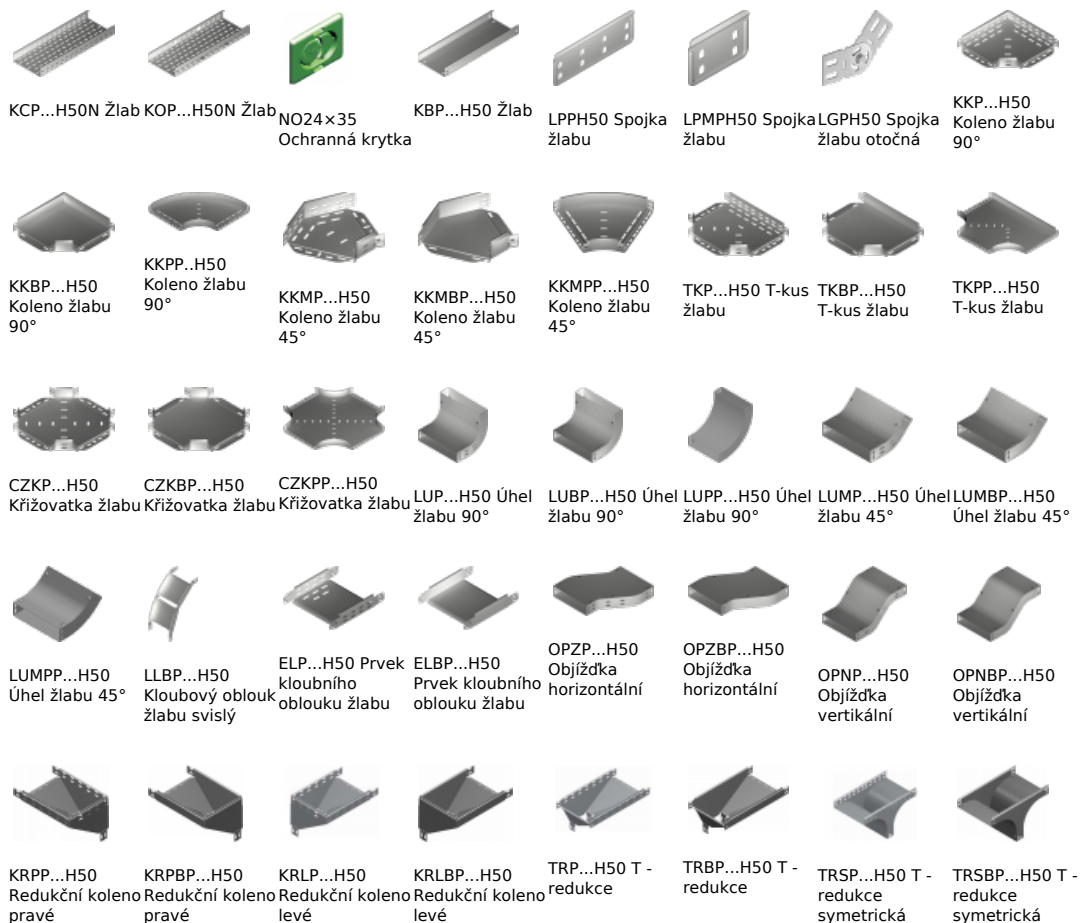 KCP...H50N Žlab
KOP...H50N Žlab
NO24×35
Ochranná krytka
KBP...H50 Žlab
LPPH50 Spojka
žlabu
LPMPH50 Spojka
žlabu
LGPH50 Spojka
žlabu otočná
KKP...H50
Koleno žlabu
90°
KKBP...H50
Koleno žlabu
90°
KKPP..H50
Koleno žlabu
90°
KKMP...H50
Koleno žlabu
45°
KKMBP...H50
Koleno žlabu
45°
KKMPP...H50
Koleno žlabu
45°
TKP...H50 T-kus
žlabu
TKBP...H50
T-kus žlabu
TKPP...H50
T-kus žlabu
CZKP...H50
Křižovatka žlabu
CZKBP...H50
Křižovatka žlabu
CZKPP...H50
Křižovatka žlabu
LUP...H50 Úhel
žlabu 90°
LUBP...H50 Úhel
žlabu 90°
LUPP...H50 Úhel
žlabu 90°
LUMP...H50 Úhel
žlabu 45°
LUMBP...H50
Úhel žlabu 45°
LUMPP...H50
Úhel žlabu 45°
LLBP...H50
Kloubový oblouk
žlabu svislý
ELP...H50 Prvek
kloubního
oblouku žlabu
ELBP...H50
Prvek kloubního
oblouku žlabu
OPZP...H50
Objížďka
horizontální
OPZBP...H50
Objížďka
horizontální
OPNP...H50
Objížďka
vertikální
OPNBP...H50
Objížďka
vertikální
KRPP...H50
Redukční koleno
pravé
KRPBP...H50
Redukční koleno
pravé
KRLP...H50
Redukční koleno
levé
KRLBP...H50
Redukční koleno
levé
TRP...H50 T -
redukce
TRBP...H50 T -
redukce
TRSP...H50 T -
redukce
symetrická
TRSBP...H50 T -
redukce
symetrická